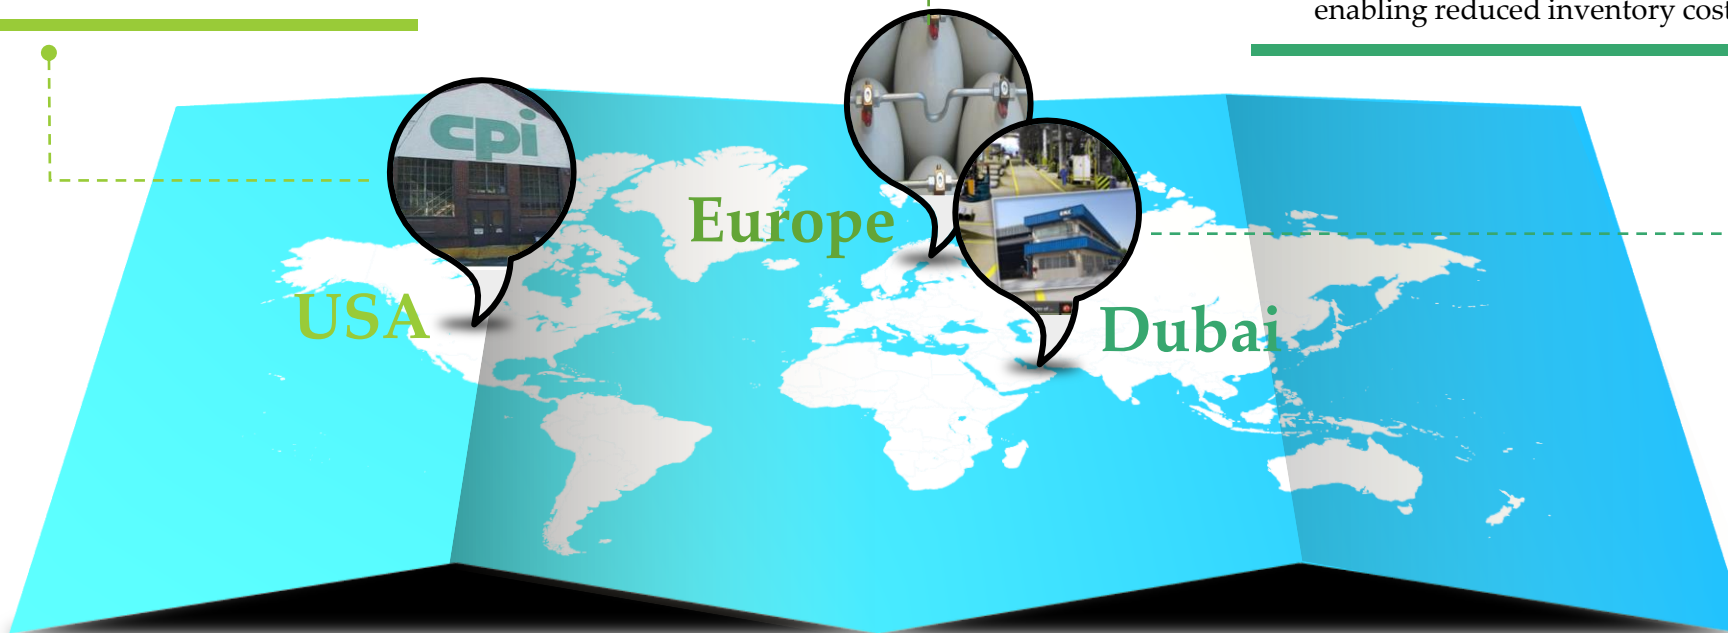 enabling reduced inventory cost
cpi
Europe
USA
Dubai